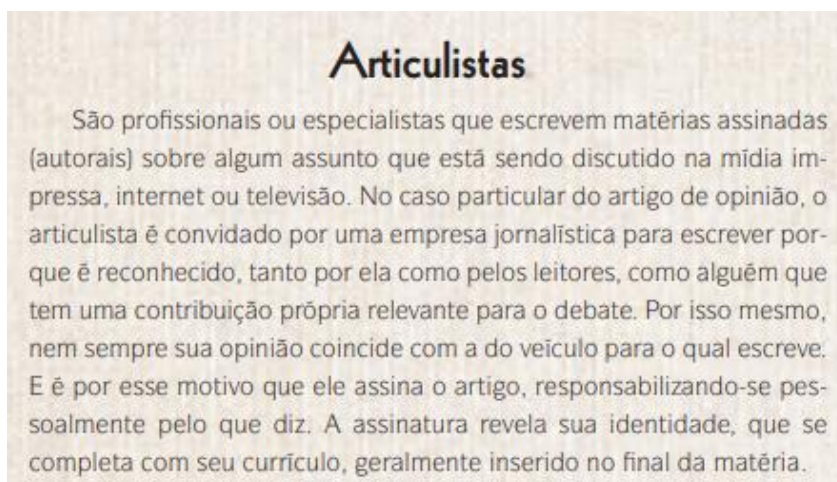 Articulistas
São profissionais ou especialistas que escrevem matérias assinadas
(autorais) sobre algum assunto que está sendo discutido na mídia im-
pressa, internet ou televisão. No caso particular do artigo de opinião, o
articulista é convidado por uma empresa jornalística para escrever por-
que é reconhecido, tanto por ela como pelos leitores, como alguém que
tem uma contribuição própria relevante para o debate. Por isso mesmo,
nem sempre sua opinião coincide com a do veículo para o qual escreve.
E é por esse motivo que ele assina o artigo, responsabilizando-se pes-
soalmente pelo que diz. A assinatura revela sua identidade, que se
completa com seu currículo, geralmente inserido no final da matéria.